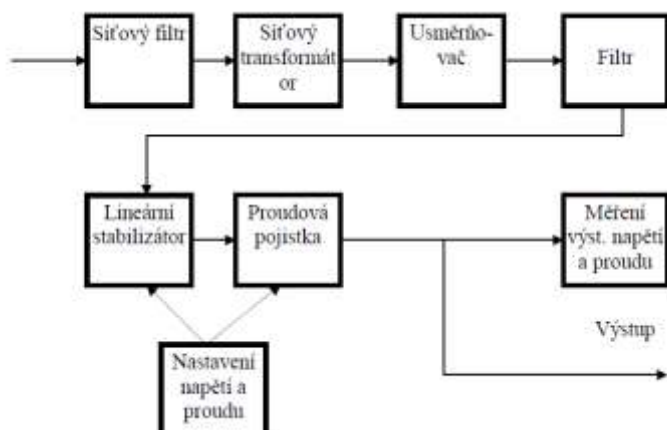 Síťový filtr
Síťový
transformát
or
Usměrňo-
vač
Filtr
Lineární
stabilizátor
Proudová
pojistka
Měření
výst. napětí
a proudu
Výstup
Nastavení
napětí a
proudu